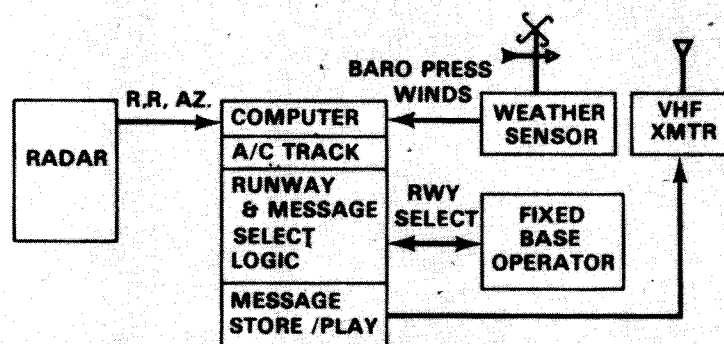 R,R, AZ.
RADAR
COMPUTER
A/C TRACK
RUNWAY
& MESSAGE
SELECT
LOGIC
MESSAGE
STORE/PLAY
BARO PRESS
WINDS
WEATHER
SENSOR
VHF
XMTR
RWY
SELECT
FIXED
BASE
OPERATOR